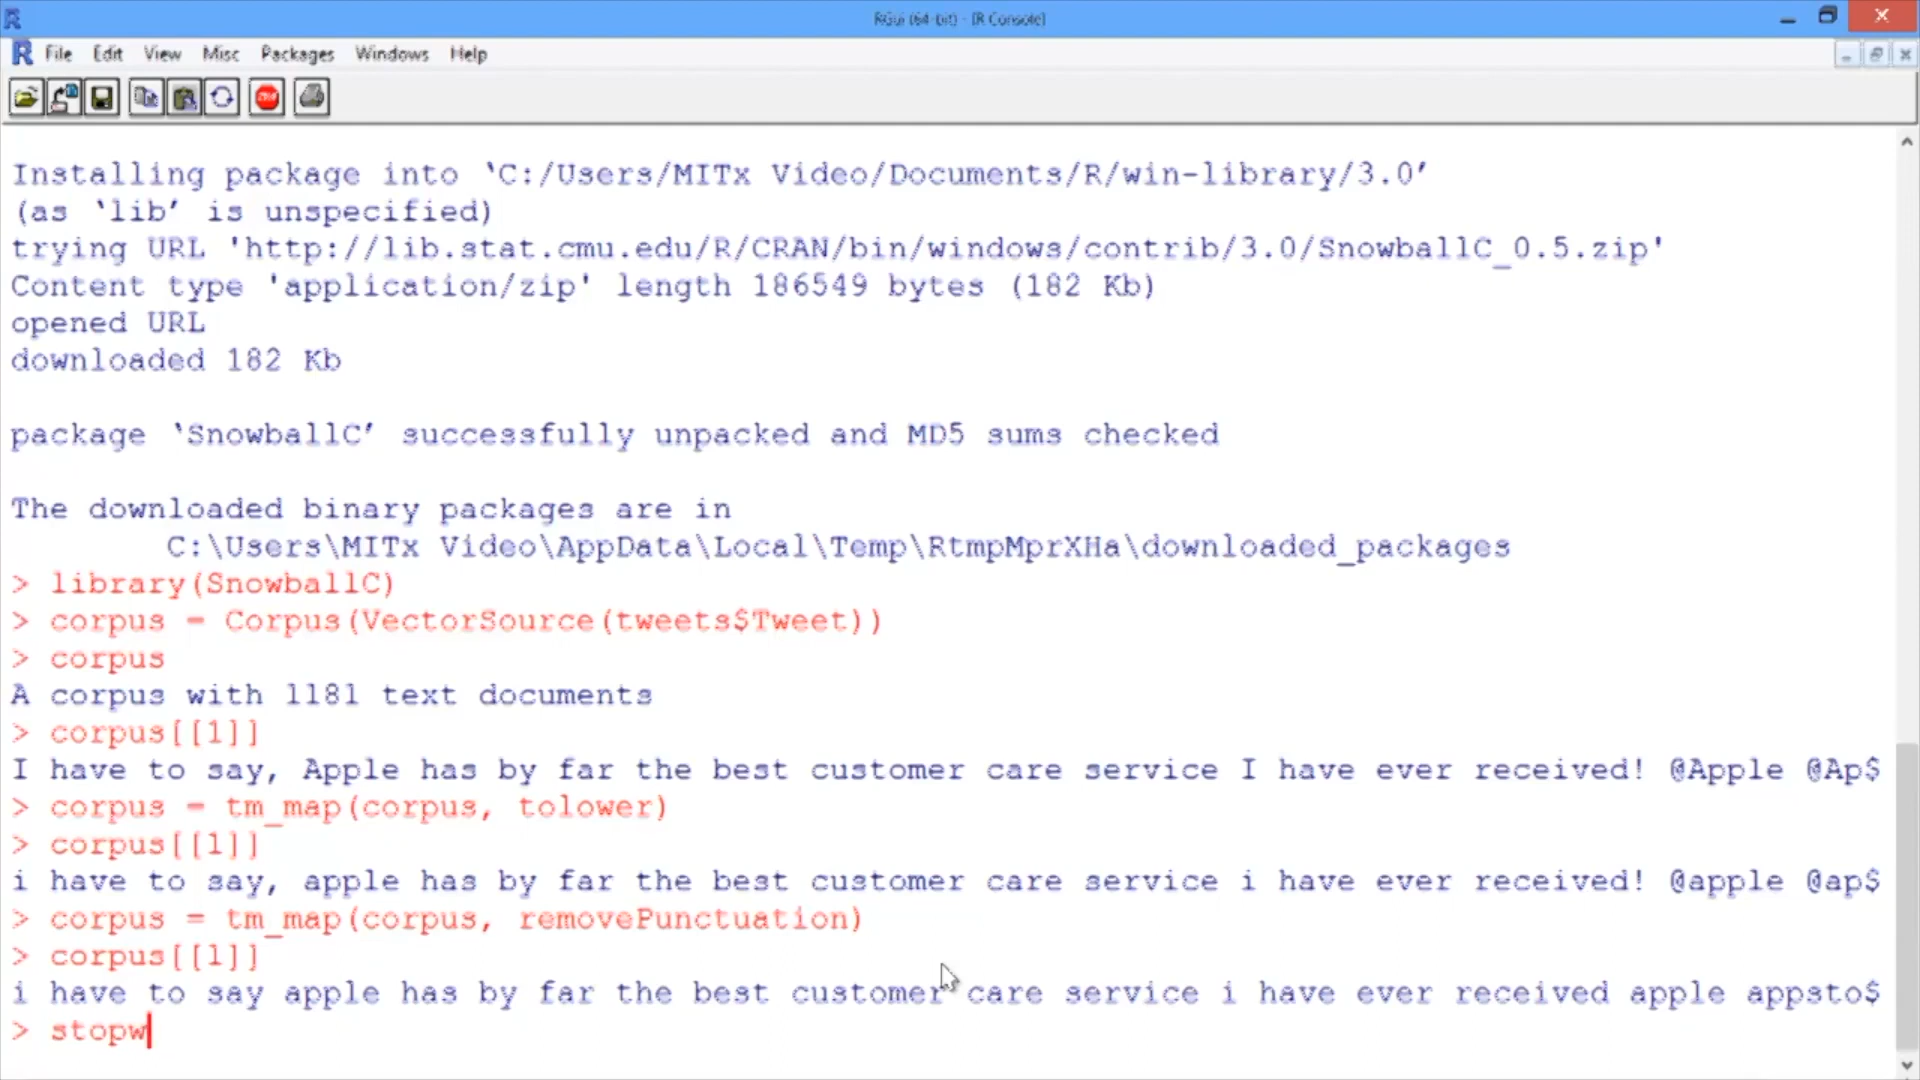 RGui (64-bit) - [R Console]
File Edit View Misc Packages Windows Help
STOP
Installing package into ‘C:/Users/MITx Video/Documents/R/win-library/3.0’
(as ‘lib’ is unspecified)
trying URL 'http://lib.stat.cmu.edu/R/CRAN/bin/windows/contrib/3.0/SnowballC_0.5.zip'
Content type 'application/zip' length 186549 bytes (182 Kb)
opened URL
downloaded 182 Kb
package ‘SnowballC’ successfully unpacked and MD5 sums checked
The downloaded binary packages are in
C:\Users\MITx Video\AppData\Local\Temp\RtmpMprXHa\downloaded_packages
> library(SnowballC)
> corpus = Corpus(VectorSource(tweets$Tweet))
> corpus
A corpus with 1181 text documents
> corpus[[1]]
I have to say, Apple has by far the best customer care service I have ever received! @Apple @Ap$
> corpus = tm_map(corpus, tolower)
> corpus[[1]]
i have to say, apple has by far the best customer care service i have ever received! @apple @ap$
> corpus = tm_map(corpus, removePunctuation)
> corpus[[1]]
i have to say apple has by far the best customer care service i have ever received apple appsto$
> stopw